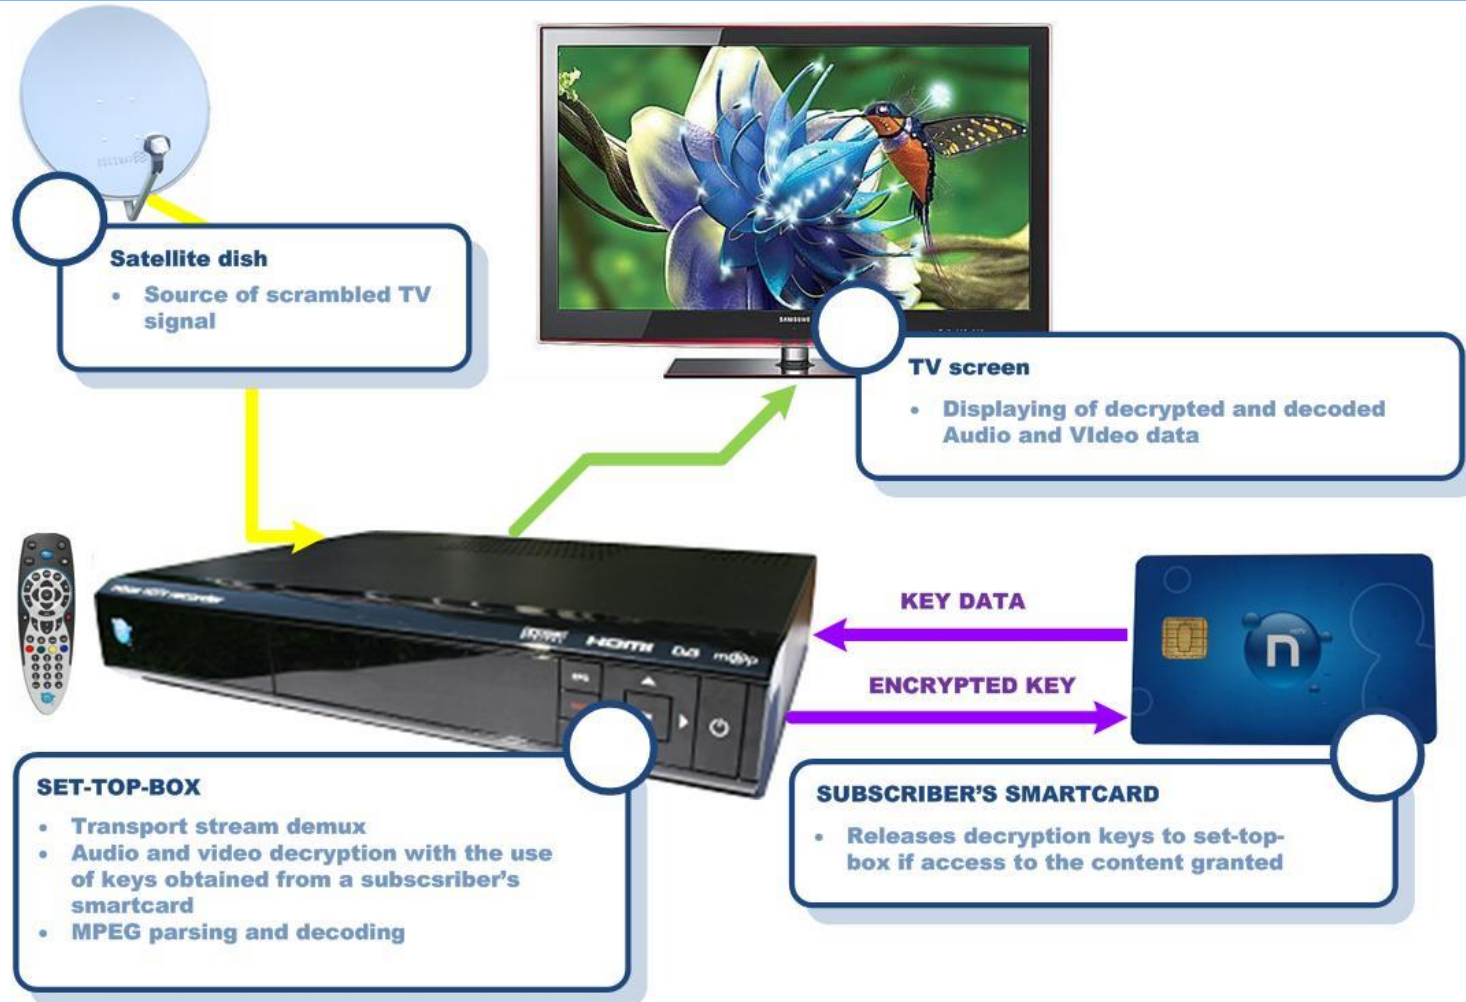 Satellite dish
• Source of scrambled TV
signal
SAMSUNG
TV screen
• Displaying of decrypted and decoded
Audio and VIdeo data
KEY DATA
HDMI
n
ENCRYPTED KEY
SET-TOP-BOX
• Transport stream demux
• Audio and video decryption with the use
of keys obtained from a subscsriber's
smartcard
• MPEG parsing and decoding
SUBSCRIBER'S SMARTCARD
• Releases decryption keys to set-top-
box if access to the content granted